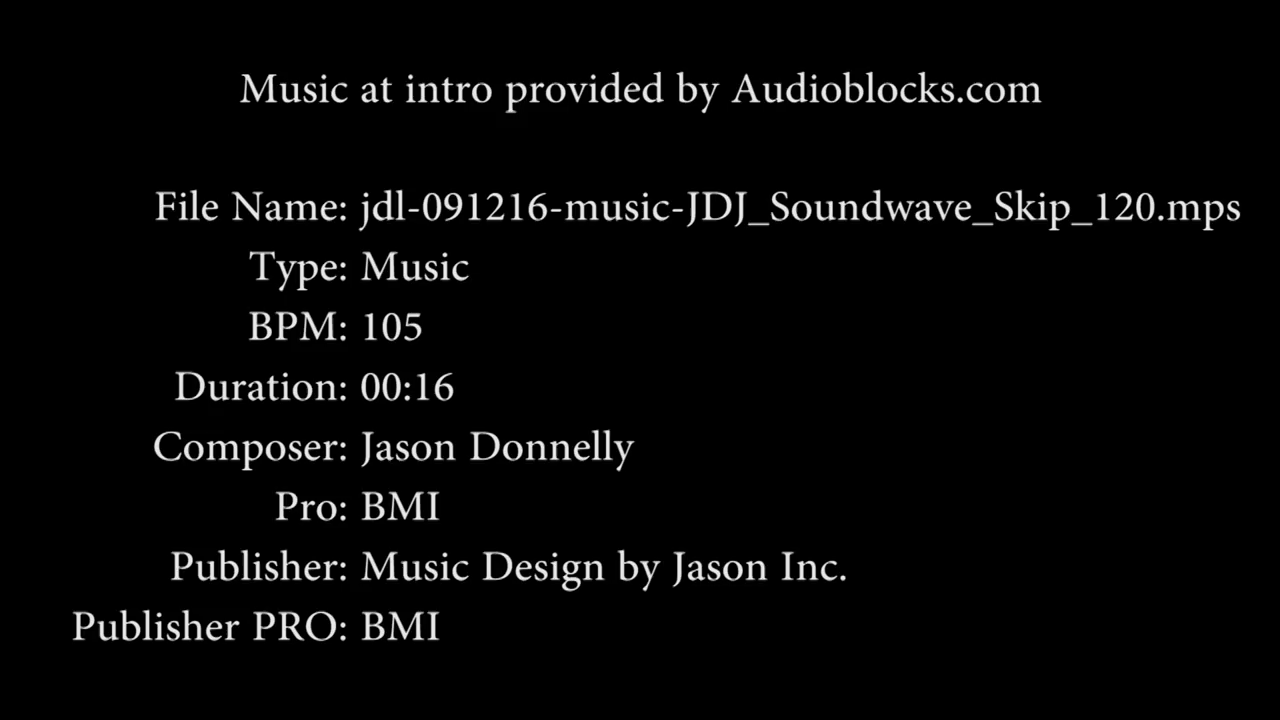 Music at intro provided by Audioblocks.com
File Name: jdl-091216-music-JDJ_Soundwave_Skip_120.mps
Type: Music
BPM: 105
Duration: 00:16
Composer: Jason Donnelly
Pro: BMI
Publisher: Music Design by Jason Inc.
Publisher PRO: BMI